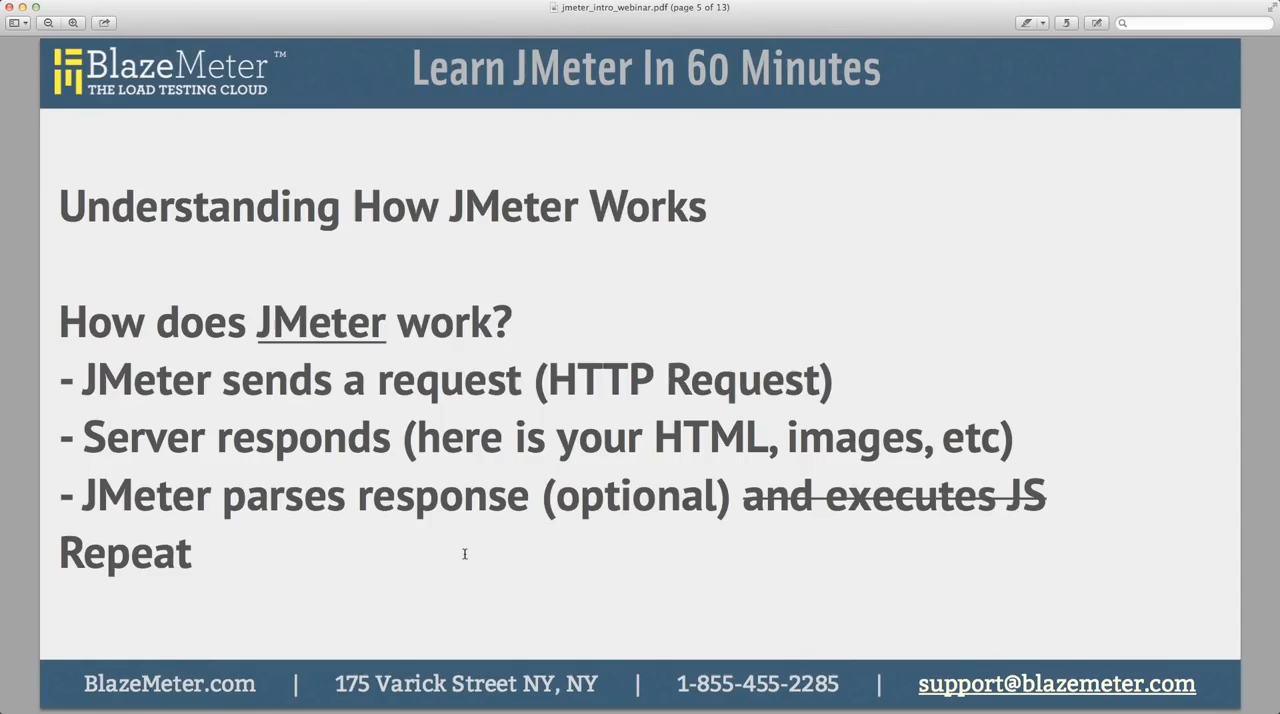 jmeter_intro_webinar.pdf (page 5 of 13)
BlazeMeter™
THE LOAD TESTING CLOUD
Learn JMeter In 60 Minutes
Understanding How JMeter Works
How does JMeter work?
- JMeter sends a request (HTTP Request)
- Server responds (here is your HTML, images, etc)
- JMeter parses response (optional) and executes JS
Repeat
BlazeMeter.com | 175 Varick Street NY, NY | 1-855-455-2285 | support@blazemeter.com